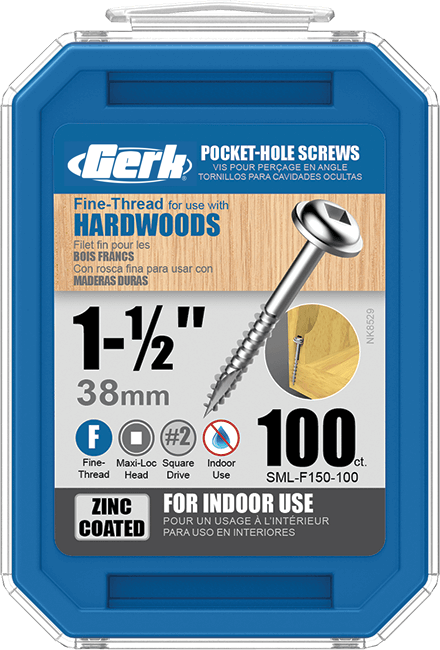 Gerk
POCKET-HOLE SCREWS
VIS POUR PERÇAGE EN ANGLE
TORNILLOS PARA CAVIDADES OCULTAS
Fine-Thread for use with
HARDWOODS
Filet fin pour les
BOIS FRANCS
Con rosca fina para usar con
MADERAS DURAS
1-½"
38mm
NK8529
F
#2
Fine-
Thread
Maxi-Loc
Head
Square
Drive
Indoor
Use
100 ct.
SML-F150-100
ZINC
COATED
FOR INDOOR USE
POUR UN USAGE À L'INTÉRIEUR
PARA USO EN INTERIORES